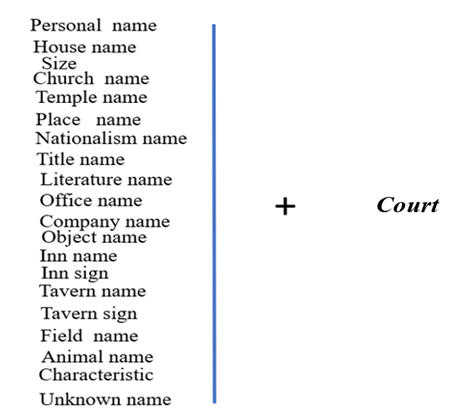 Personal name
House name
Size
Church name
Temple name
Place name
Nationalism name
Title name
Literature name
Office name
Company name
Object name
Inn name
Inn sign
Tavern name
Tavern sign
Field name
Animal name
Characteristic
Unknown name
+ Court